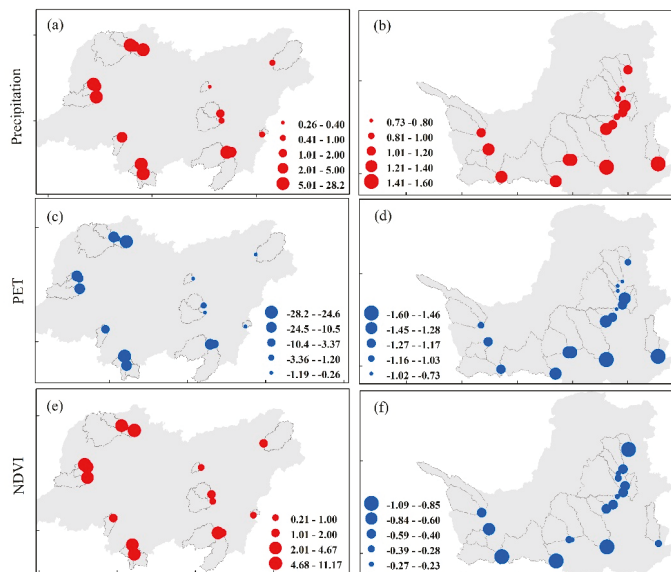 (a)
(b)
Precipitation
0.26 - 0.40
0.41 - 1.00
1.01 - 2.00
2.01 - 5.00
5.01 - 28.2
0.73 - 0.80
0.81 - 1.00
1.01 - 1.20
1.21 - 1.40
1.41 - 1.60
(c)
(d)
PET
-28.2 - -24.6
-24.5 - -10.5
-10.4 - -3.37
-3.36 - -1.20
-1.19 - -0.26
-1.60 - -1.46
-1.45 - -1.28
-1.27 - -1.17
-1.16 - -1.03
-1.02 - -0.73
(e)
(f)
NDVI
0.21 - 1.00
1.01 - 2.00
2.01 - 4.67
4.68 - 11.17
-1.09 - -0.85
-0.84 - -0.60
-0.59 - -0.40
-0.39 - -0.28
-0.27 - -0.23